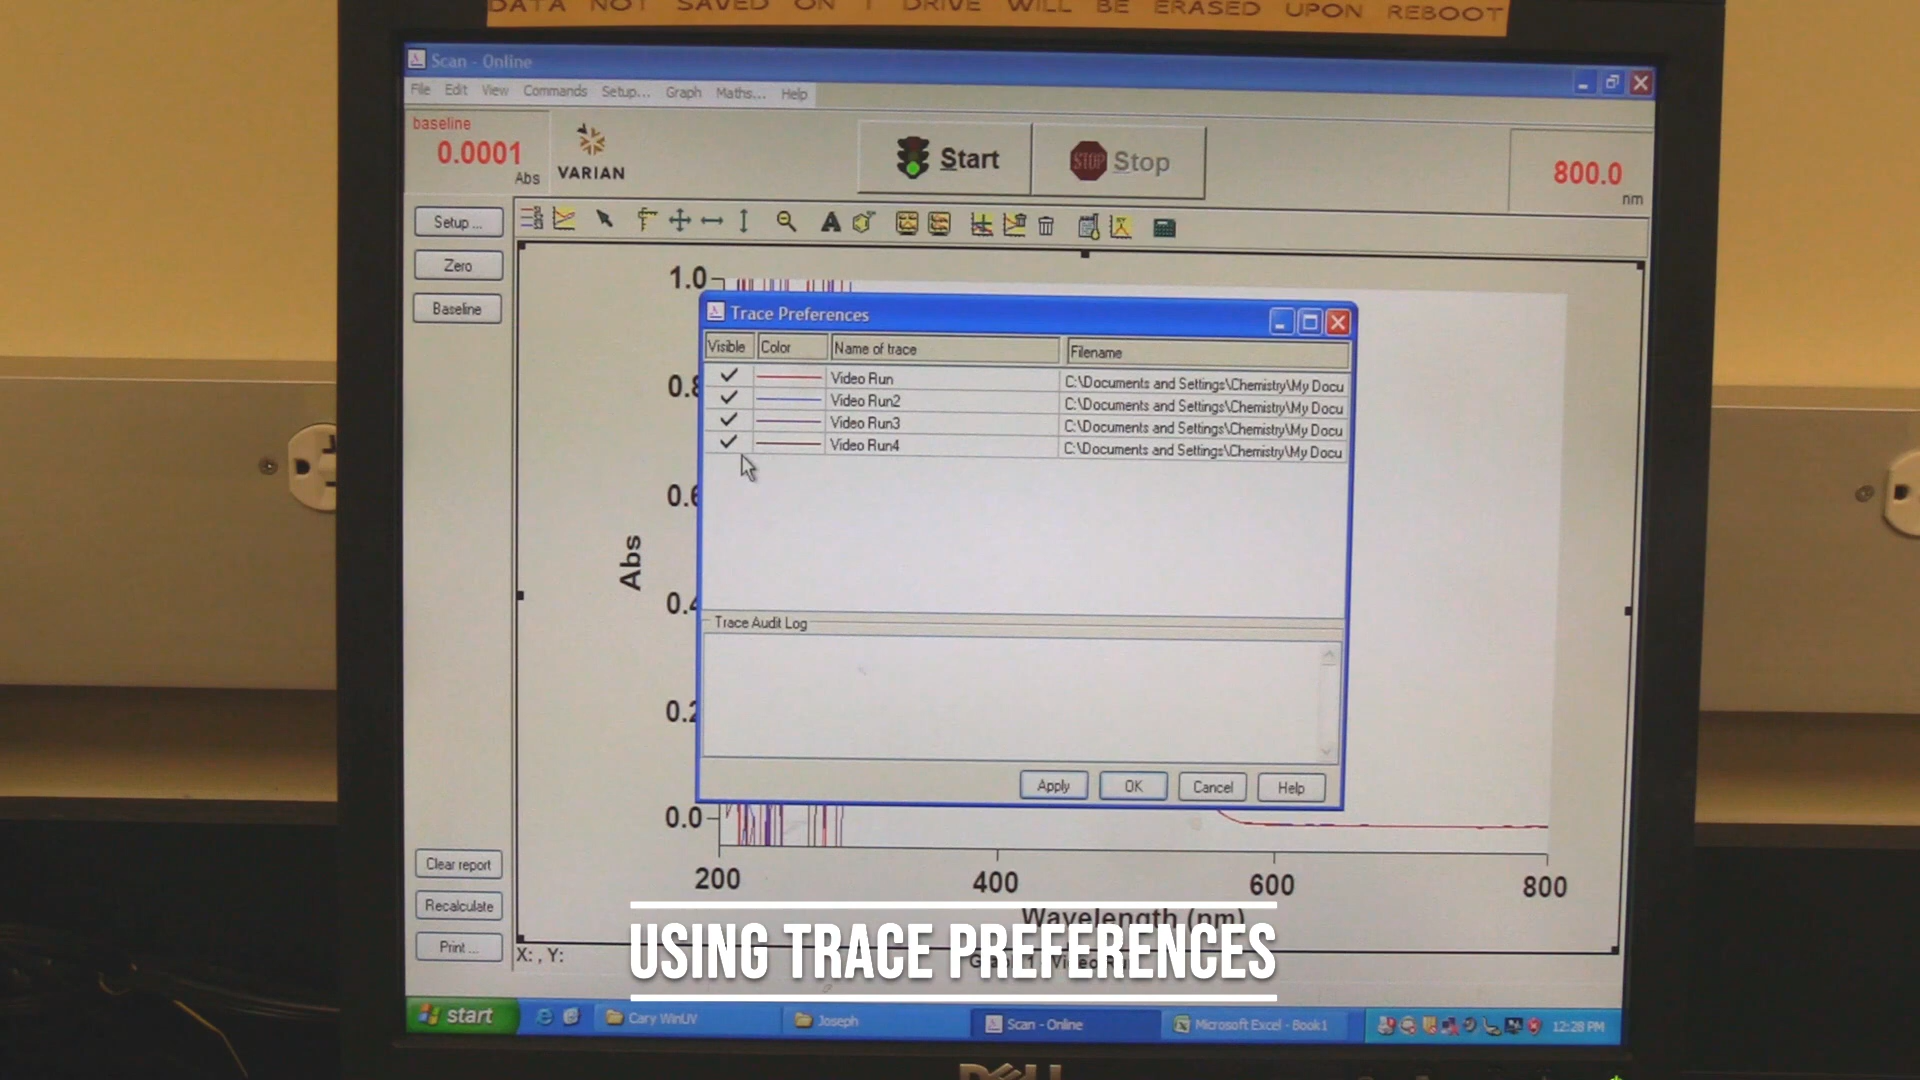 DATA NOT SAVED ON T DRIVE WILL BE ERASED UPON REBOOT
Scan - Online
File Edit View Commands Setup... Graph Maths... Help
baseline
0.0001
Abs
VARIAN
Start
STOP Stop
800.0
nm
Setup ...
Zero
Baseline
1.0
0.8
0.6
0.4
0.2
0.0
Abs
Trace Preferences
Visible Color Name of trace Filename
Video Run C:\Documents and Settings\Chemistry\My Docu
Video Run2 C:\Documents and Settings\Chemistry\My Docu
Video Run3 C:\Documents and Settings\Chemistry\My Docu
Video Run4 C:\Documents and Settings\Chemistry\My Docu
Trace Audit Log
Apply OK Cancel Help
200 400 600 800
Wavelength (nm)
Clear report
Recalculate
Print ...
X: , Y:
USING TRACE PREFERENCES
start Cary WinUV Joseph Scan - Online Microsoft Excel - Book1 12:28 PM
DELL